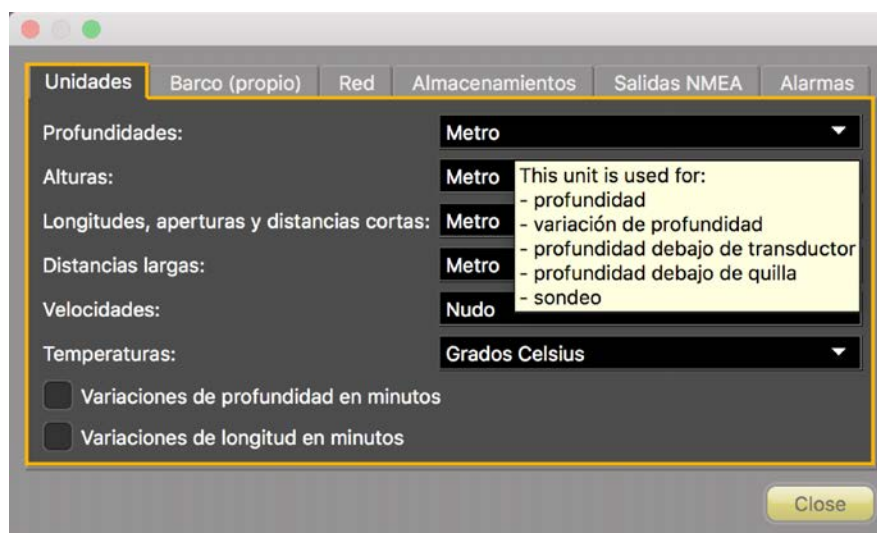 Unidades Barco (propio) Red Almacenamientos Salidas NMEA Alarmas
Profundidades: Metro
Alturas: Metro
Longitudes, aperturas y distancias cortas: Metro
Distancias largas: Metro
Velocidades: Nudo
Temperaturas: Grados Celsius
This unit is used for:
- profundidad
- variación de profundidad
- profundidad debajo de transductor
- profundidad debajo de quilla
- sondeo
Variaciones de profundidad en minutos
Variaciones de longitud en minutos
Close